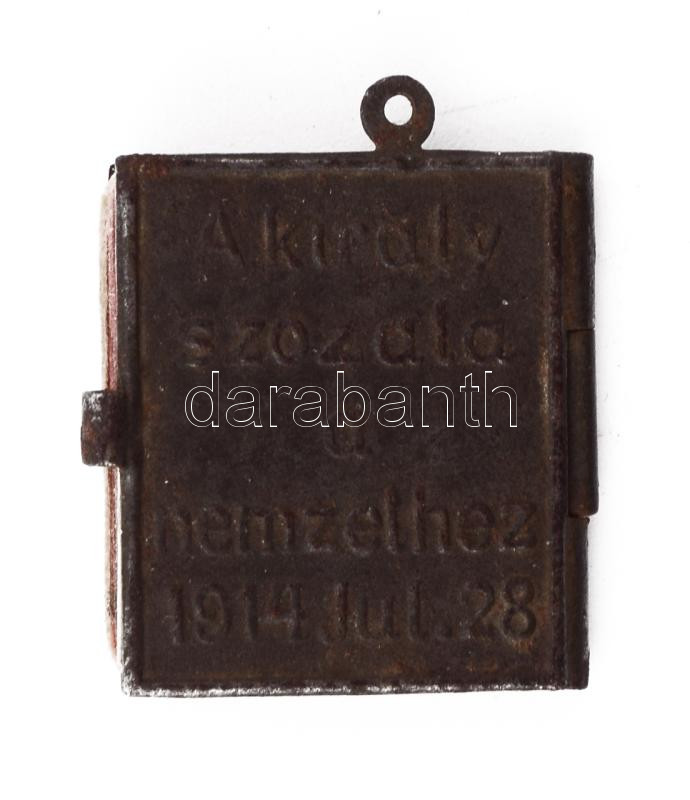 A király
szózata
darabanth
a
nemzethez
1914 Jul. 28